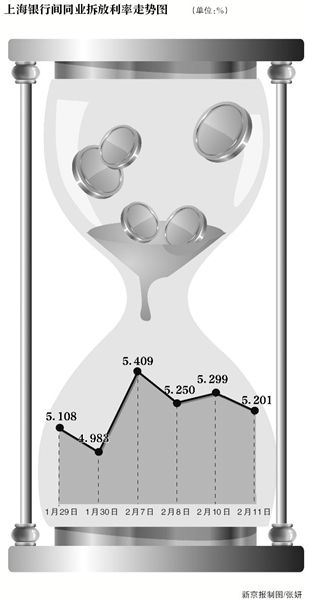 上海银行间同业拆放利率走势图 (单位:%)
5.409
5.299
5.250
5.201
5.108
4.983
1月29日 1月30日 2月7日 2月8日 2月10日 2月11日
新京报制图/张妍